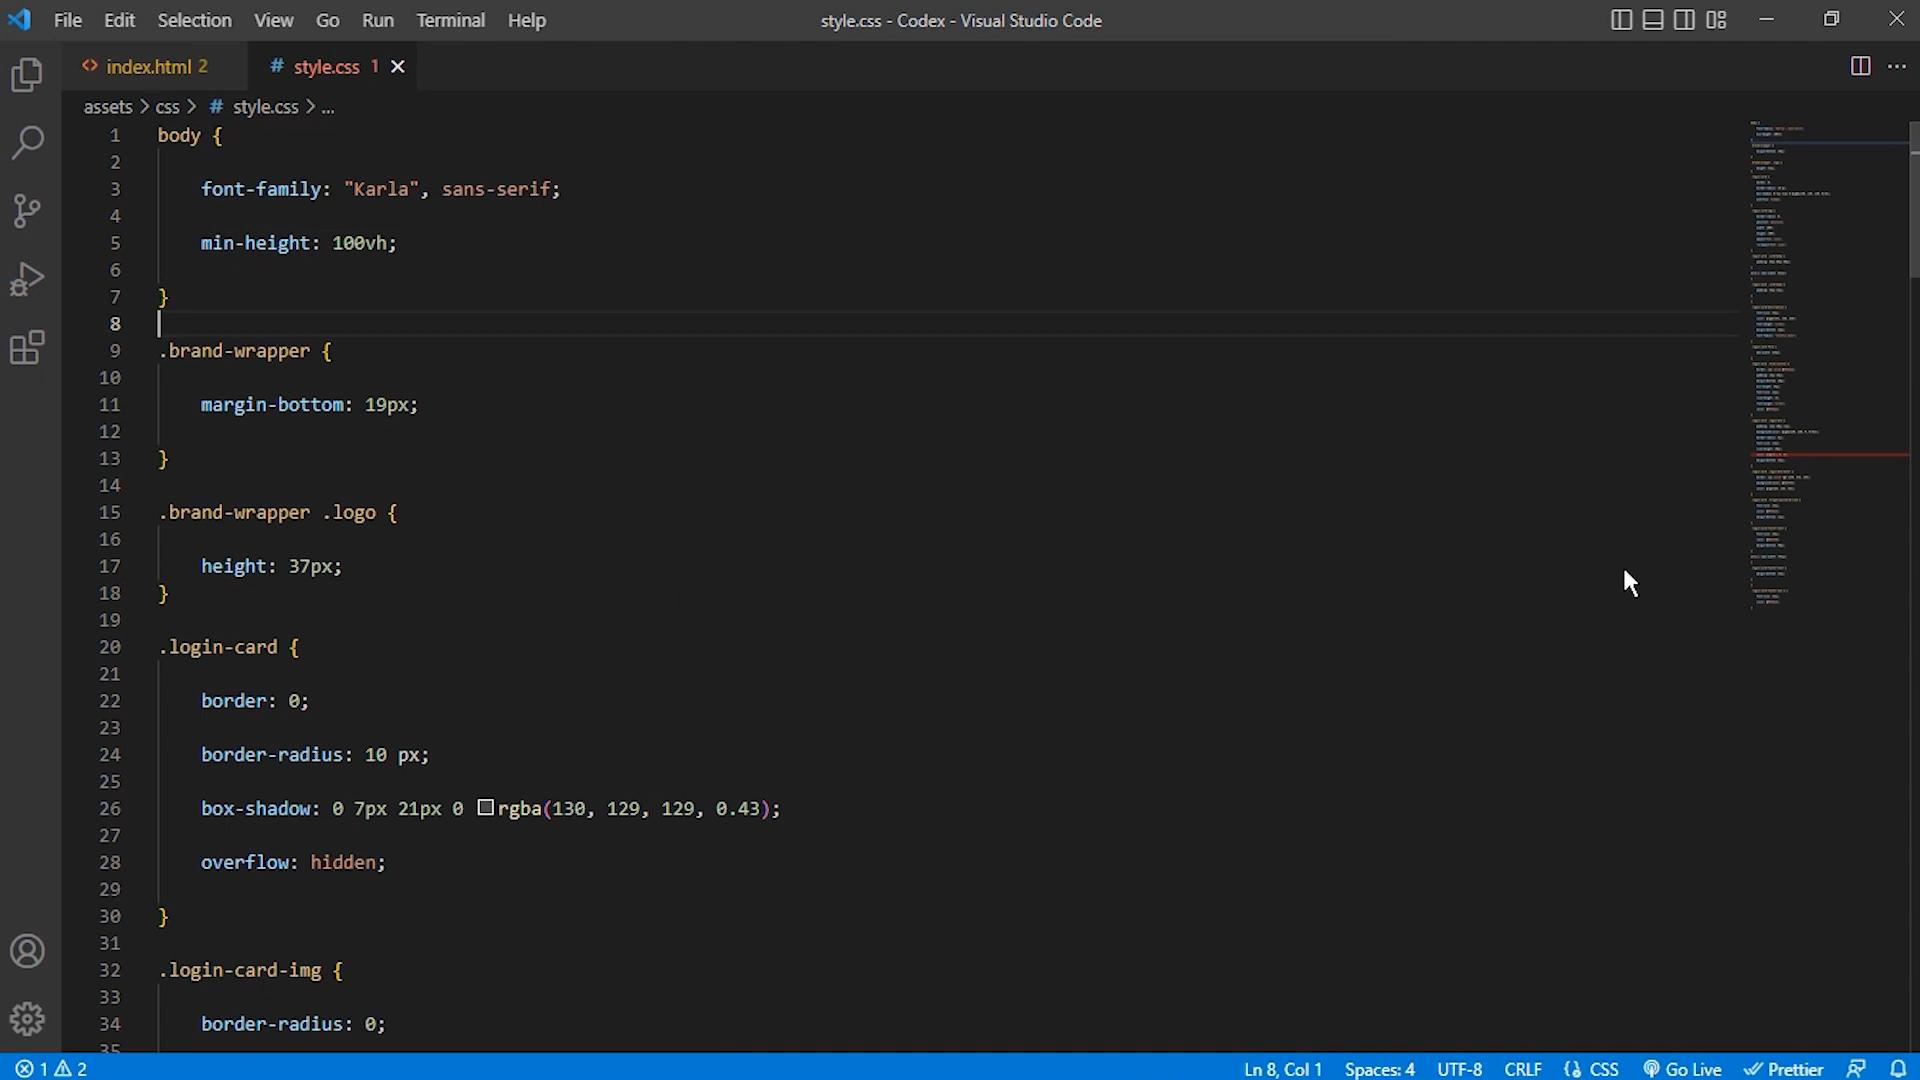 File Edit Selection View Go Run Terminal Help
style.css - Codex - Visual Studio Code
<> index.html 2
# style.css 1
assets > css > # style.css > ...
1 body {
2
3 font-family: "Karla", sans-serif;
4
5 min-height: 100vh;
6
7 }
8
9 .brand-wrapper {
10
11 margin-bottom: 19px;
12
13 }
14
15 .brand-wrapper .logo {
16
17 height: 37px;
18 }
19
20 .login-card {
21
22 border: 0;
23
24 border-radius: 10 px;
25
26 box-shadow: 0 7px 21px 0 rgba(130, 129, 129, 0.43);
27
28 overflow: hidden;
29
30 }
31
32 .login-card-img {
33
34 border-radius: 0;
35
1 2
Ln 8, Col 1 Spaces: 4 UTF-8 CRLF CSS Go Live Prettier